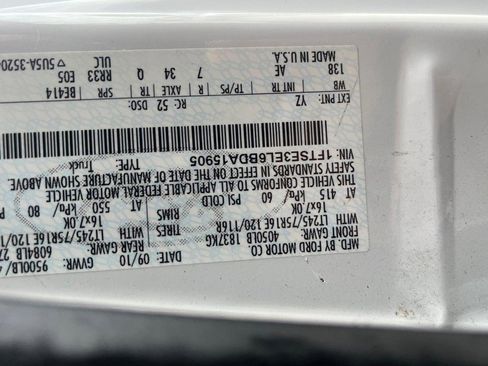 MFD. BY FORD MOTOR CO.
DATE: 09/10 GVWR: 9500LB/
FRONT GAWR: 4050LB 1837KG REAR GAWR: 6084LB
WITH LT245/75R16E 120/116R TIRES WITH LT245/75R16E 120/
16x7.0K RIMS 16x7.0K
AT 415 kPa/ 60 PSI COLD AT 550 kPa/ 80
THIS VEHICLE CONFORMS TO ALL APPLICABLE FEDERAL MOTOR VEHICLE
SAFETY STANDARDS IN EFFECT ON THE DATE OF MANUFACTURE SHOWN ABOVE.
VIN: 1FTSE3EL6BDA15905 TYPE: Truck
EXT PNT: YZ RC: 52 DSO:
WB INT TR TP/PS R AXLE TR SPR BE414
138 AE 7 34 Q RR33 E05
MADE IN U.S.A. ULC 5U5A-3520